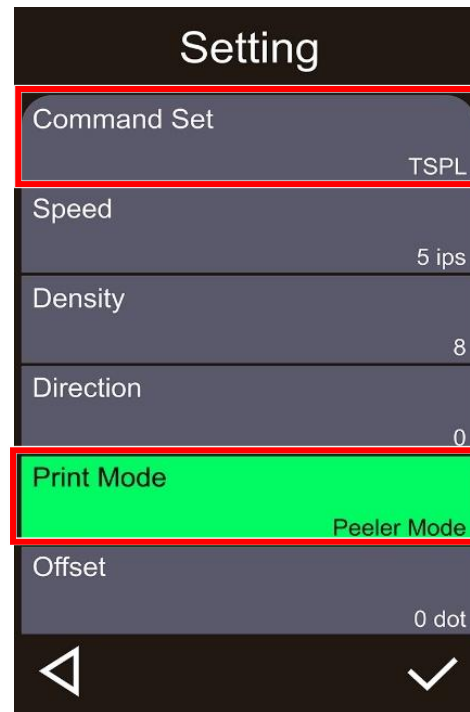 Setting
Command Set
TSPL
Speed
5 ips
Density
8
Direction
0
Print Mode
Peeler Mode
Offset
0 dot